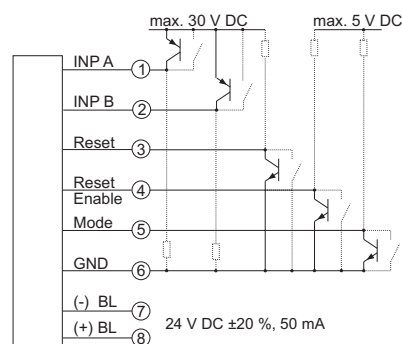 max. 30 V DC
max. 5 V DC
INP A
1
INP B
2
Reset
3
Reset
Enable
4
Mode
5
GND
6
(-) BL
7
(+) BL
8
24 V DC ±20 %, 50 mA